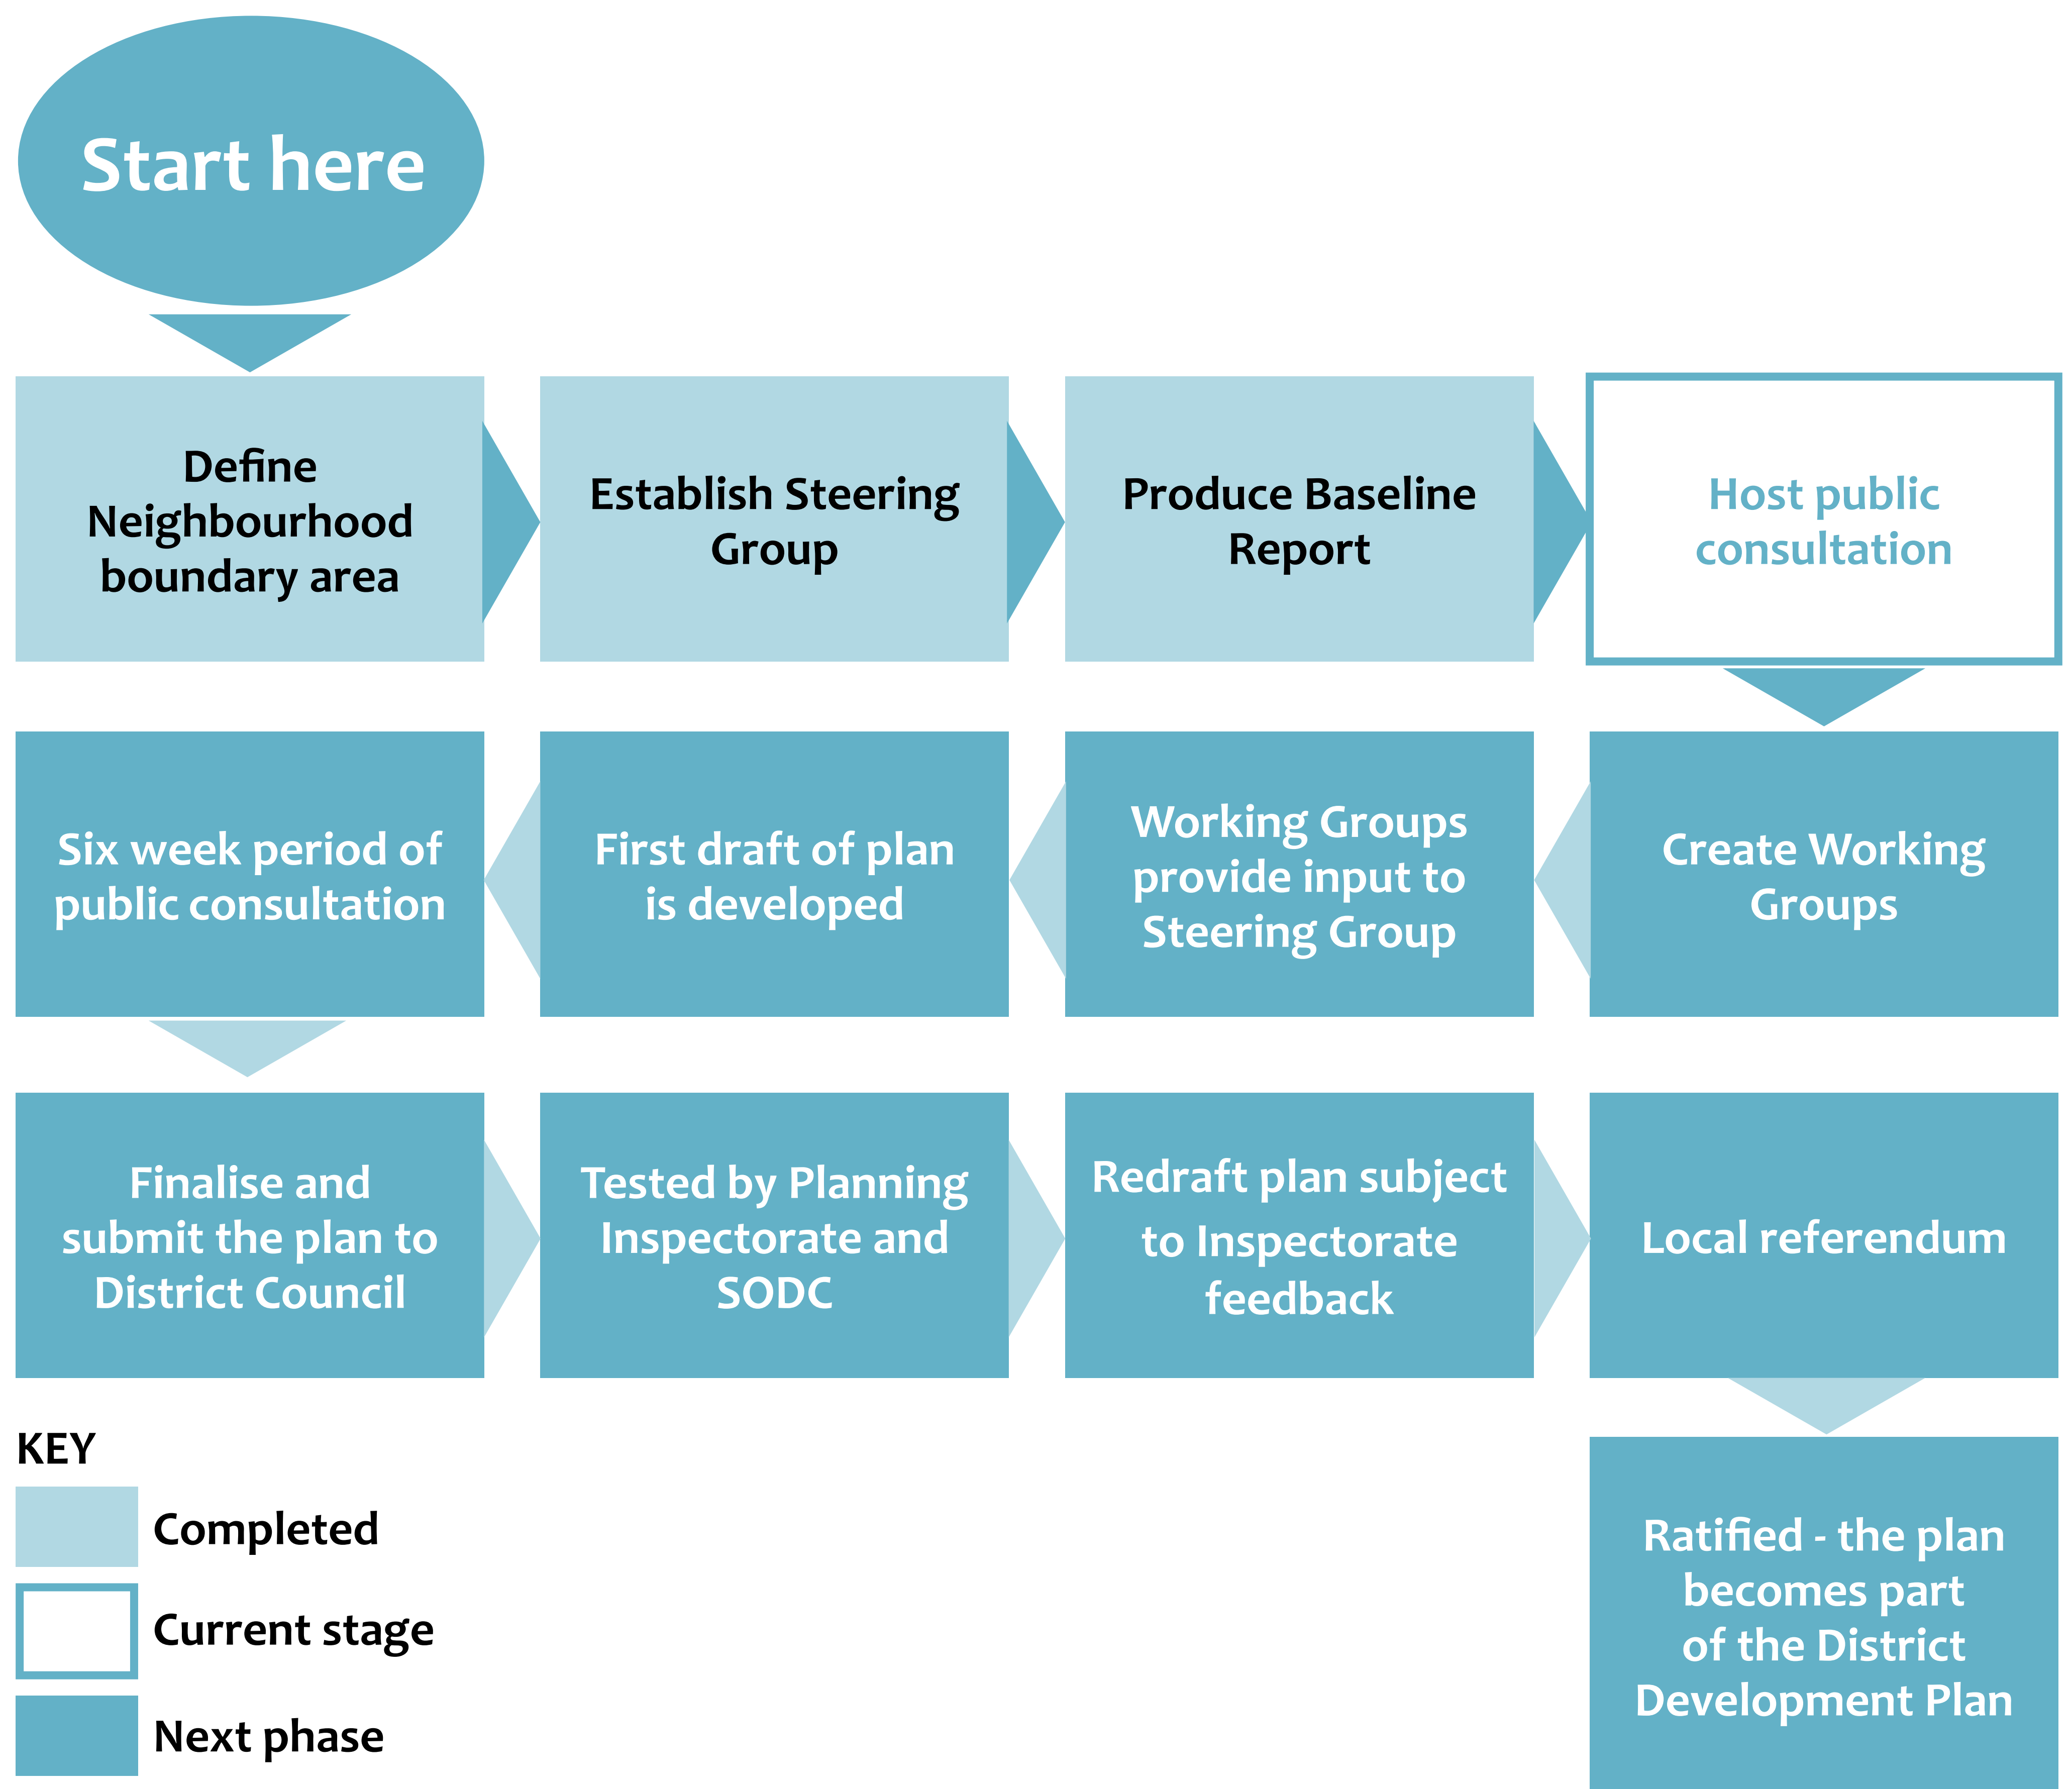 Start here
Define
Neighbourhood
boundary area
Establish Steering
Group
Produce Baseline
Report
Host public
consultation
Create Working
Groups
Working Groups
provide input to
Steering Group
First draft of plan
is developed
Six week period of
public consultation
Finalise and
submit the plan to
District Council
Tested by Planning
Inspectorate and
SODC
Redraft plan subject
to Inspectorate
feedback
Local referendum
Ratified - the plan
becomes part
of the District
Development Plan
KEY
Completed
Current stage
Next phase